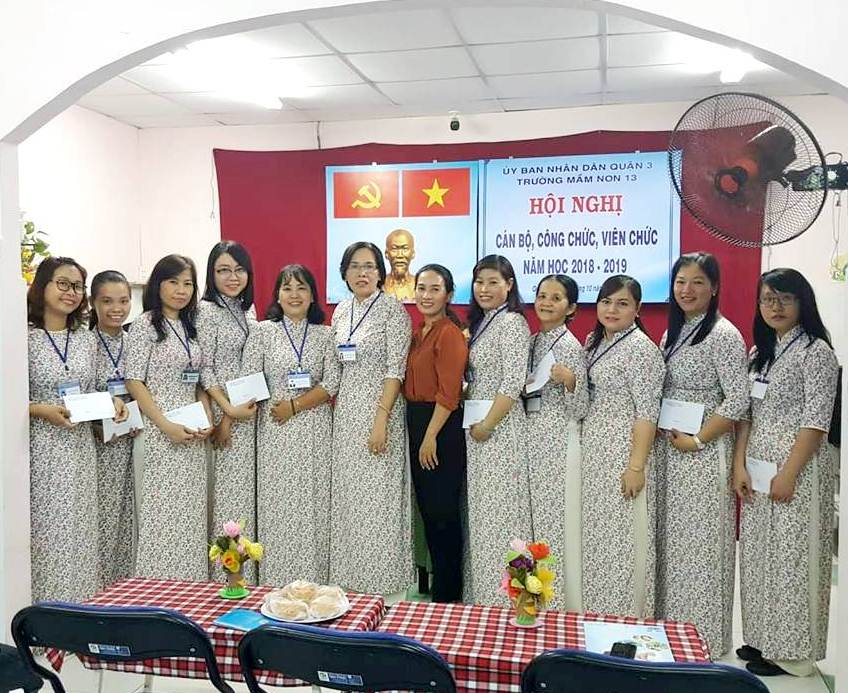 ỦY BAN NHÂN DÂN QUẬN 3
TRƯỜNG MẦM NON 13
HỘI NGHỊ
CÁN BỘ, CÔNG CHỨC, VIÊN CHỨC
NĂM HỌC 2018 - 2019